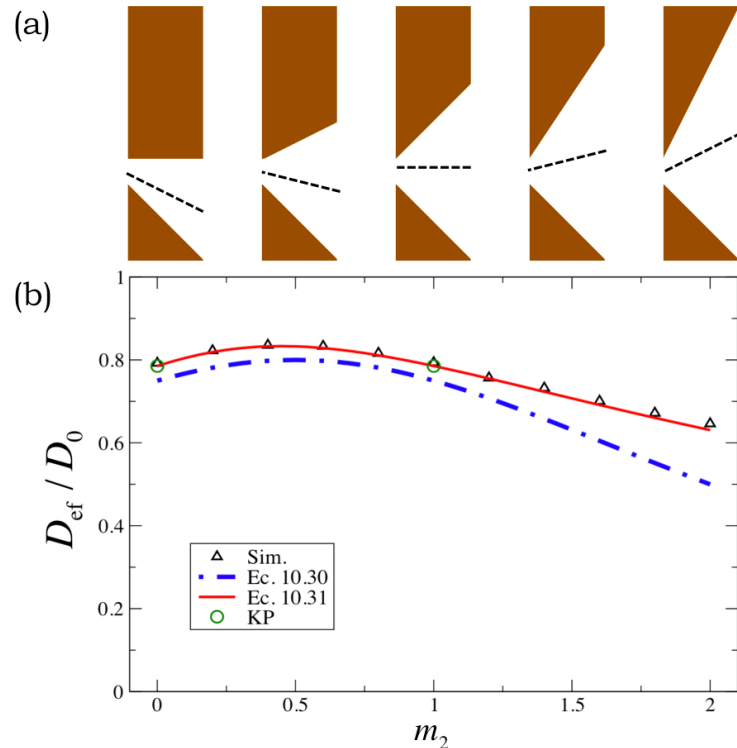 (a)
(b)
1
0.8
0.6
0.4
0.2
0
D_ef / D_0
Sim.
Ec. 10.30
Ec. 10.31
KP
0 0.5 1 1.5 2
m_2